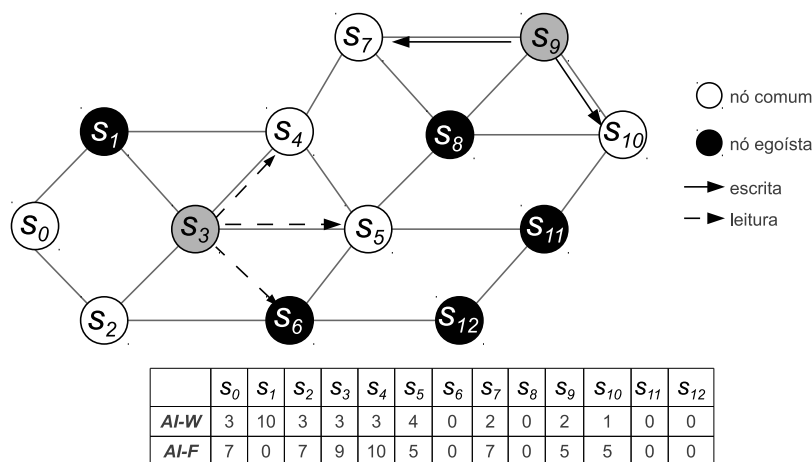 S7 S9
S1 S4 S8 S10
nó comum
nó egoísta
escrita
leitura
S0 S3 S5 S11
S2 S6 S12
S0 S1 S2 S3 S4 S5 S6 S7 S8 S9 S10 S11 S12
AI-W 3 10 3 3 3 4 0 2 0 2 1 0 0
AI-F 7 0 7 9 10 5 0 7 0 5 5 0 0